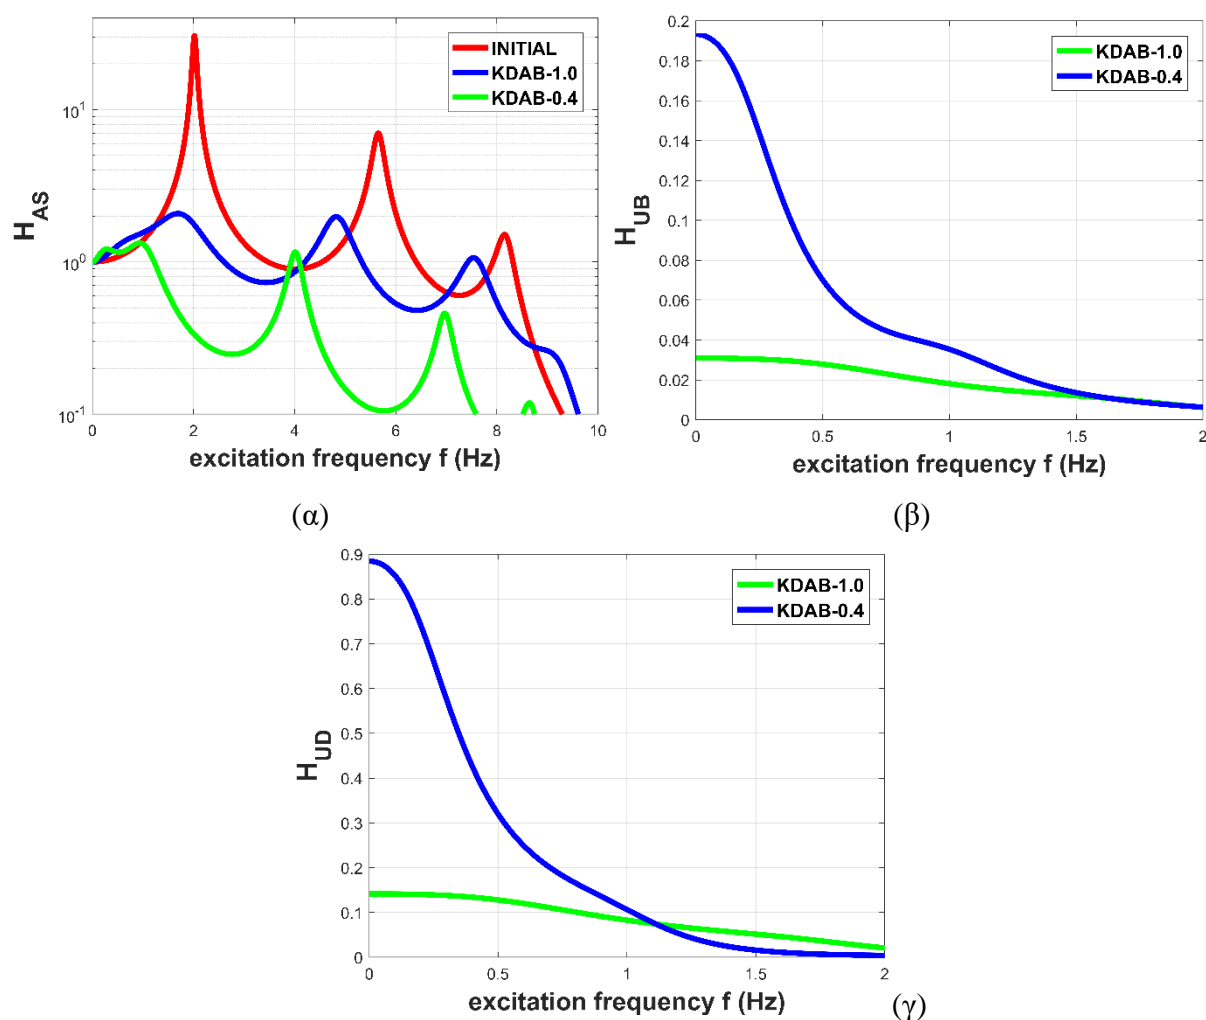 INITIAL
KDAB-1.0
KDAB-0.4
H_AS
10^1
10^0
10^-1
0 2 4 6 8 10
excitation frequency f (Hz)
(α)
KDAB-1.0
KDAB-0.4
H_UB
0.2
0.18
0.16
0.14
0.12
0.1
0.08
0.06
0.04
0.02
0
0 0.5 1 1.5 2
excitation frequency f (Hz)
(β)
KDAB-1.0
KDAB-0.4
H_UD
0.9
0.8
0.7
0.6
0.5
0.4
0.3
0.2
0.1
0
0 0.5 1 1.5 2
excitation frequency f (Hz)
(γ)